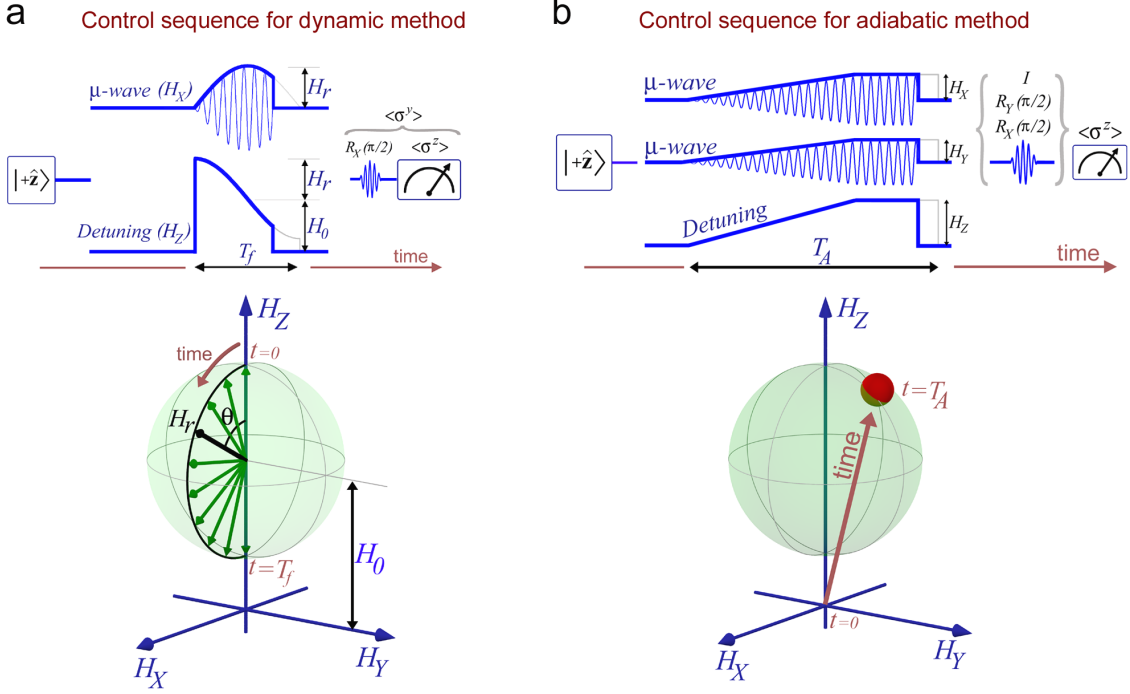 a
Control sequence for dynamic method
μ-wave (H_X)
H_r
<σ^y>
R_X(π/2)
<σ^z>
|+ẑ>
H_r
Detuning (H_Z)
H_0
T_f
time
H_Z
time
t=0
H_r
θ
t=T_f
H_0
H_X
H_Y
b
Control sequence for adiabatic method
μ-wave
H_X
I
R_Y(π/2)
R_X(π/2)
<σ^z>
|+ẑ>
μ-wave
H_Y
Detuning
H_Z
T_A
time
H_Z
t=T_A
time
t=0
H_X
H_Y